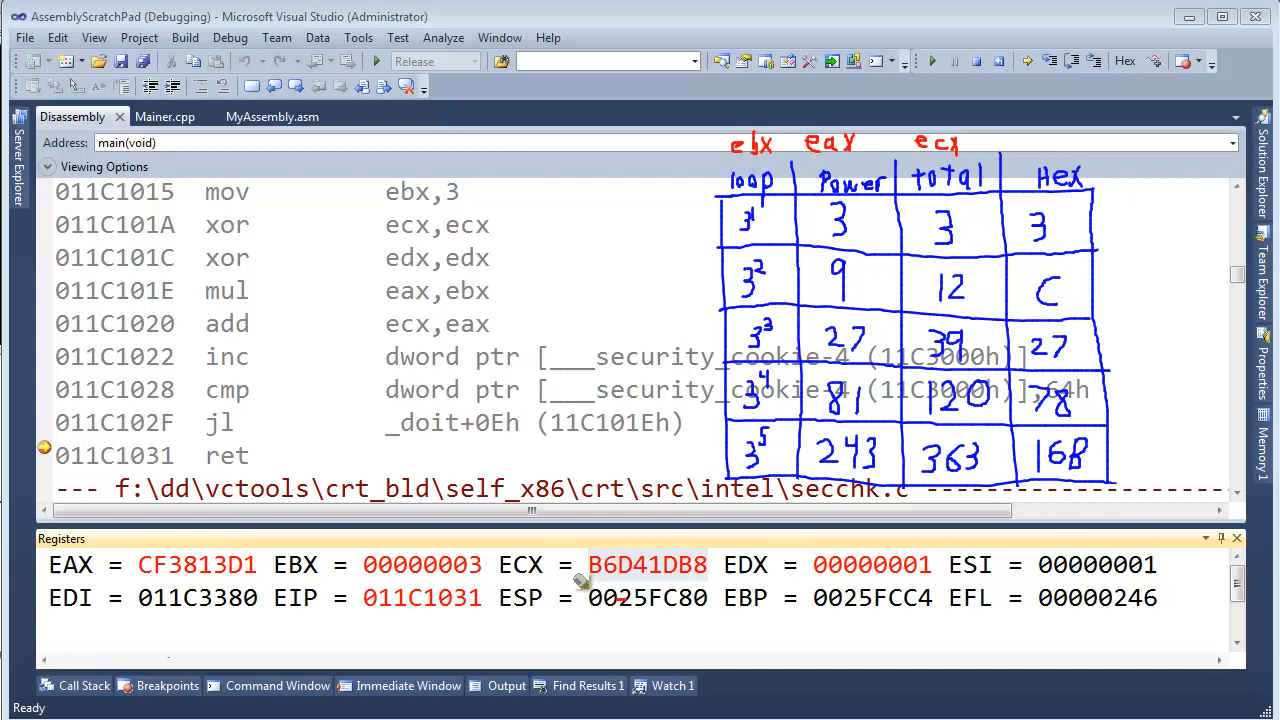 AssemblyScratchPad (Debugging) - Microsoft Visual Studio (Administrator)
File Edit View Project Build Debug Team Data Tools Test Analyze Window Help
Release Hex
Disassembly Mainer.cpp MyAssembly.asm
Address: main(void)
Viewing Options
ebx eax ecx
loop Power total Hex
3¹ 3 3 3
3² 9 12 C
3³ 27 39 27
3⁴ 81 120 78
3⁵ 243 363 16B
011C1015 mov ebx,3
011C101A xor ecx,ecx
011C101C xor edx,edx
011C101E mul eax,ebx
011C1020 add ecx,eax
011C1022 inc dword ptr [___security_cookie-4 (11C3000h)]
011C1028 cmp dword ptr [___security_cookie-4 (11C3000h)],64h
011C102F jl _doit+0Eh (11C101Eh)
011C1031 ret
--- f:\dd\vctools\crt_bld\self_x86\crt\src\intel\secchk.c -----------------------
Registers
EAX = CF3813D1 EBX = 00000003 ECX = B6D41DB8 EDX = 00000001 ESI = 00000001
EDI = 011C3380 EIP = 011C1031 ESP = 0025FC80 EBP = 0025FCC4 EFL = 00000246
Call Stack Breakpoints Command Window Immediate Window Output Find Results 1 Watch 1
Server Explorer
Solution Explorer
Team Explorer
Properties
Memory 1